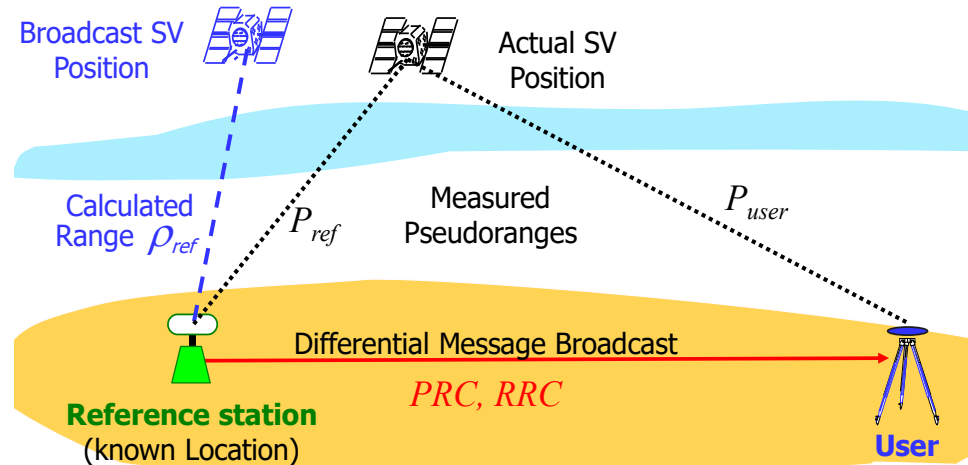 Broadcast SV
Position
Actual SV
Position
Calculated
Range ρref
Pref
Measured
Pseudoranges
Puser
Differential Message Broadcast
PRC, RRC
Reference station
(known Location)
User